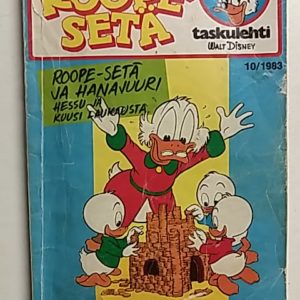 ROOPE-
SETÄ
taskulehti
WALT DISNEY
10/1983
ROOPE-SETÄ
JA HANAJUURI
HESSU JA
KUUSI LAUKAUSTA